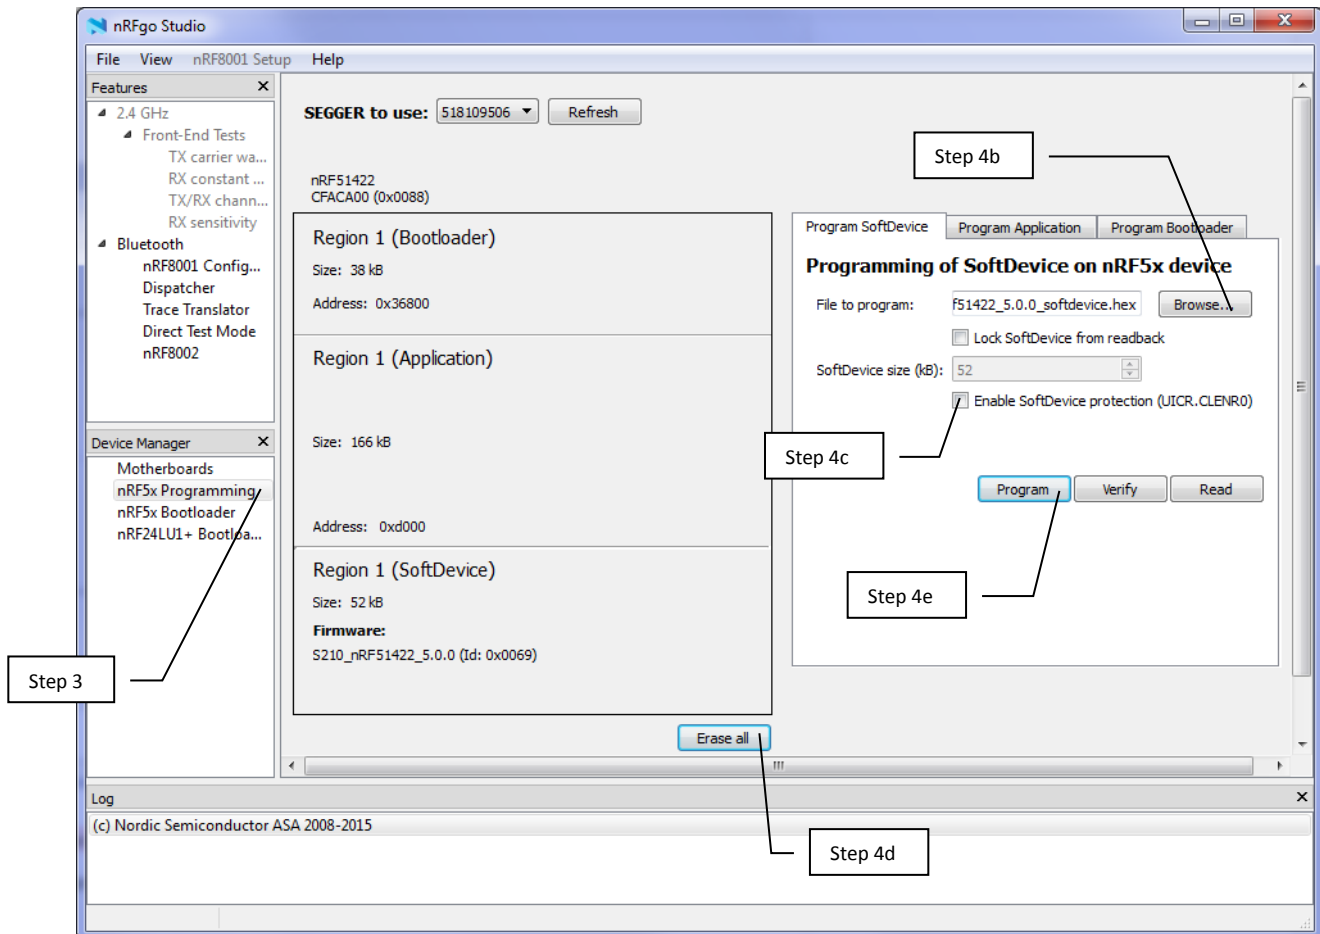 nRFgo Studio
File View nRF8001 Setup Help
Features
2.4 GHz
Front-End Tests
TX carrier wa...
RX constant ...
TX/RX chann...
RX sensitivity
Bluetooth
nRF8001 Config...
Dispatcher
Trace Translator
Direct Test Mode
nRF8002
Device Manager
Motherboards
nRF5x Programming
nRF5x Bootloader
nRF24LU1+ Bootloa...
Step 3
SEGGER to use: 518109506 Refresh
nRF51422
CFACA00 (0x0088)
Region 1 (Bootloader)
Size: 38 kB
Address: 0x36800
Region 1 (Application)
Size: 166 kB
Address: 0xd000
Region 1 (SoftDevice)
Size: 52 kB
Firmware:
S210_nRF51422_5.0.0 (Id: 0x0069)
Erase all
Step 4b
Program SoftDevice Program Application Program Bootloader
Programming of SoftDevice on nRF5x device
File to program: f51422_5.0.0_softdevice.hex Browse...
Lock SoftDevice from readback
SoftDevice size (kB): 52
Enable SoftDevice protection (UICR.CLENR0)
Step 4c
Program Verify Read
Step 4e
Log
(c) Nordic Semiconductor ASA 2008-2015
Step 4d